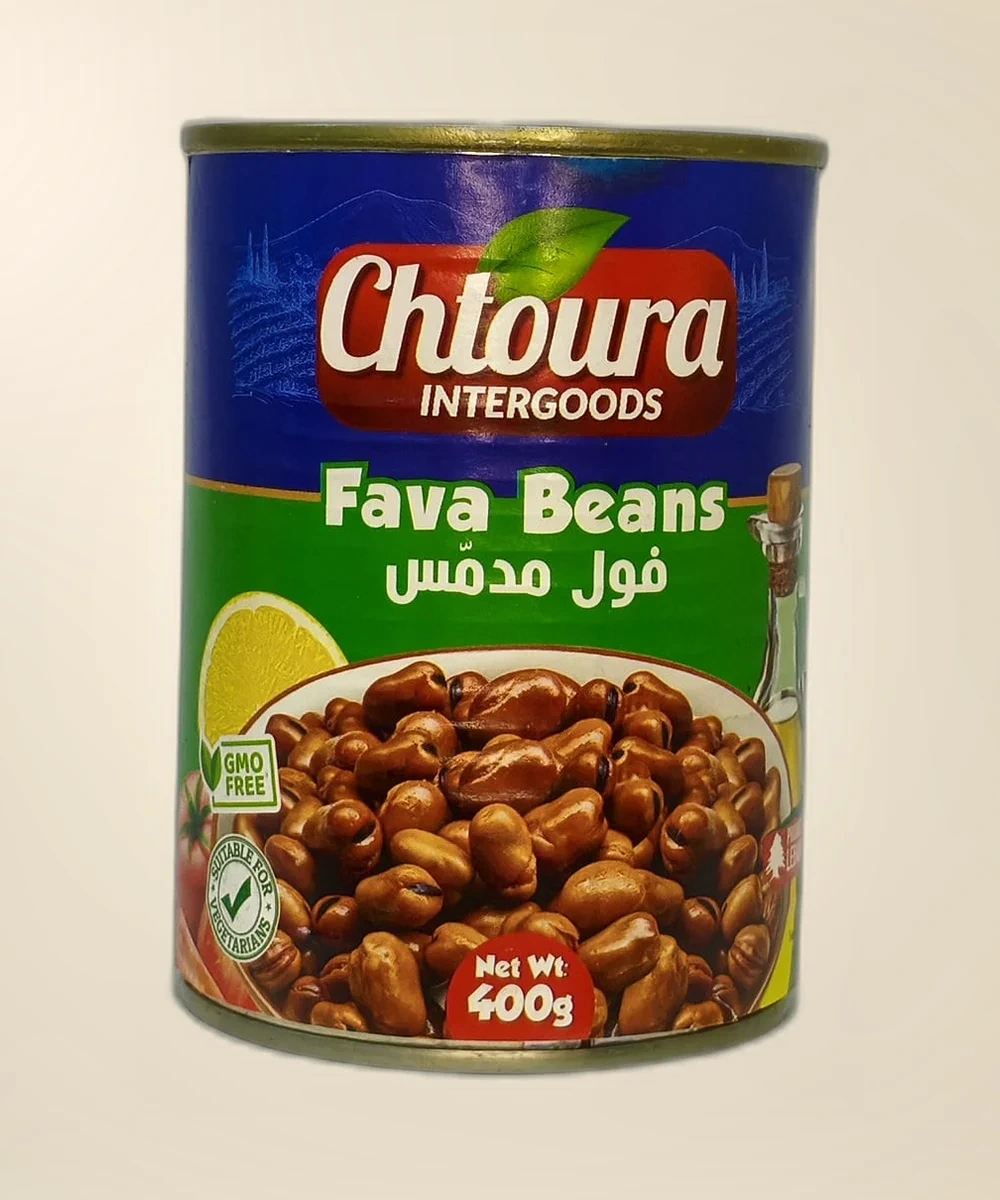 Chtoura
INTERGOODS
Fava Beans
فول مدمّس
GMO
FREE
SUITABLE FOR
VEGETARIANS
Net Wt:
400g